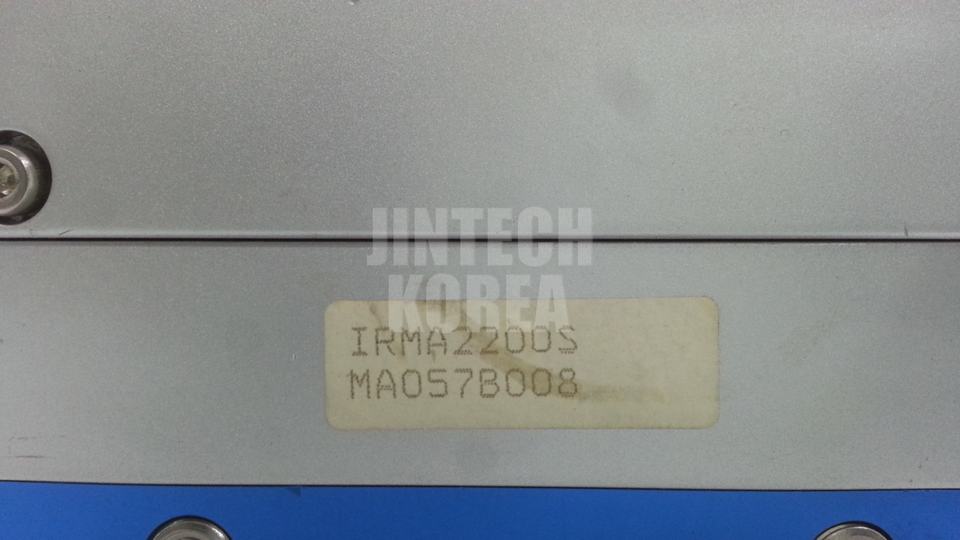 JINTECH
KOREA
IRMA2200S
MA057B008